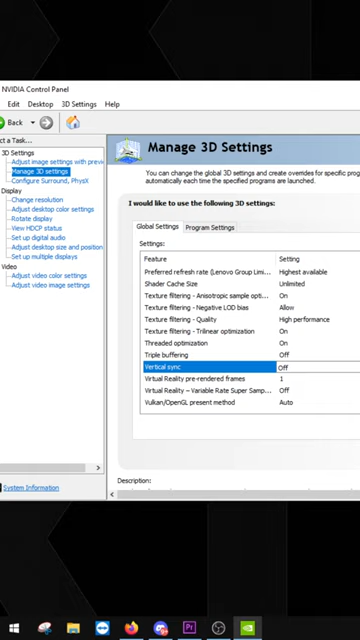 NVIDIA Control Panel
Edit Desktop 3D Settings Help
Back
ct a Task...
3D Settings
Adjust image settings with previ
Manage 3D settings
Configure Surround, PhysX
Display
Change resolution
Adjust desktop color settings
Rotate display
View HDCP status
Set up digital audio
Adjust desktop size and position
Set up multiple displays
Video
Adjust video color settings
Adjust video image settings
System Information
Manage 3D Settings
You can change the global 3D settings and create overrides for specific prog
automatically each time the specified programs are launched.
I would like to use the following 3D settings:
Global Settings Program Settings
Settings:
Feature Setting
Preferred refresh rate (Lenovo Group Limi... Highest available
Shader Cache Size Unlimited
Texture filtering - Anisotropic sample opti... On
Texture filtering - Negative LOD bias Allow
Texture filtering - Quality High performance
Texture filtering - Trilinear optimization On
Threaded optimization On
Triple buffering Off
Vertical sync Off
Virtual Reality pre-rendered frames 1
Virtual Reality – Variable Rate Super Samp... Off
Vulkan/OpenGL present method Auto
Description:
Pr